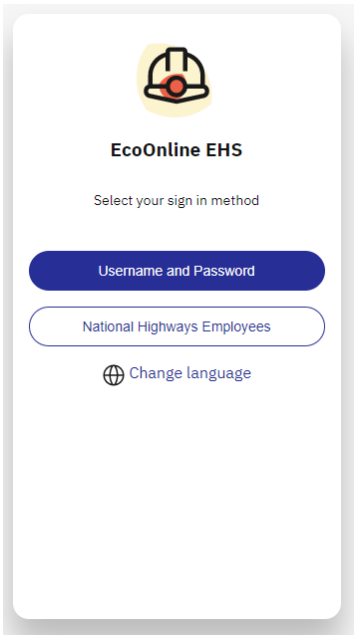 EcoOnline EHS
Select your sign in method
Username and Password
National Highways Employees
Change language